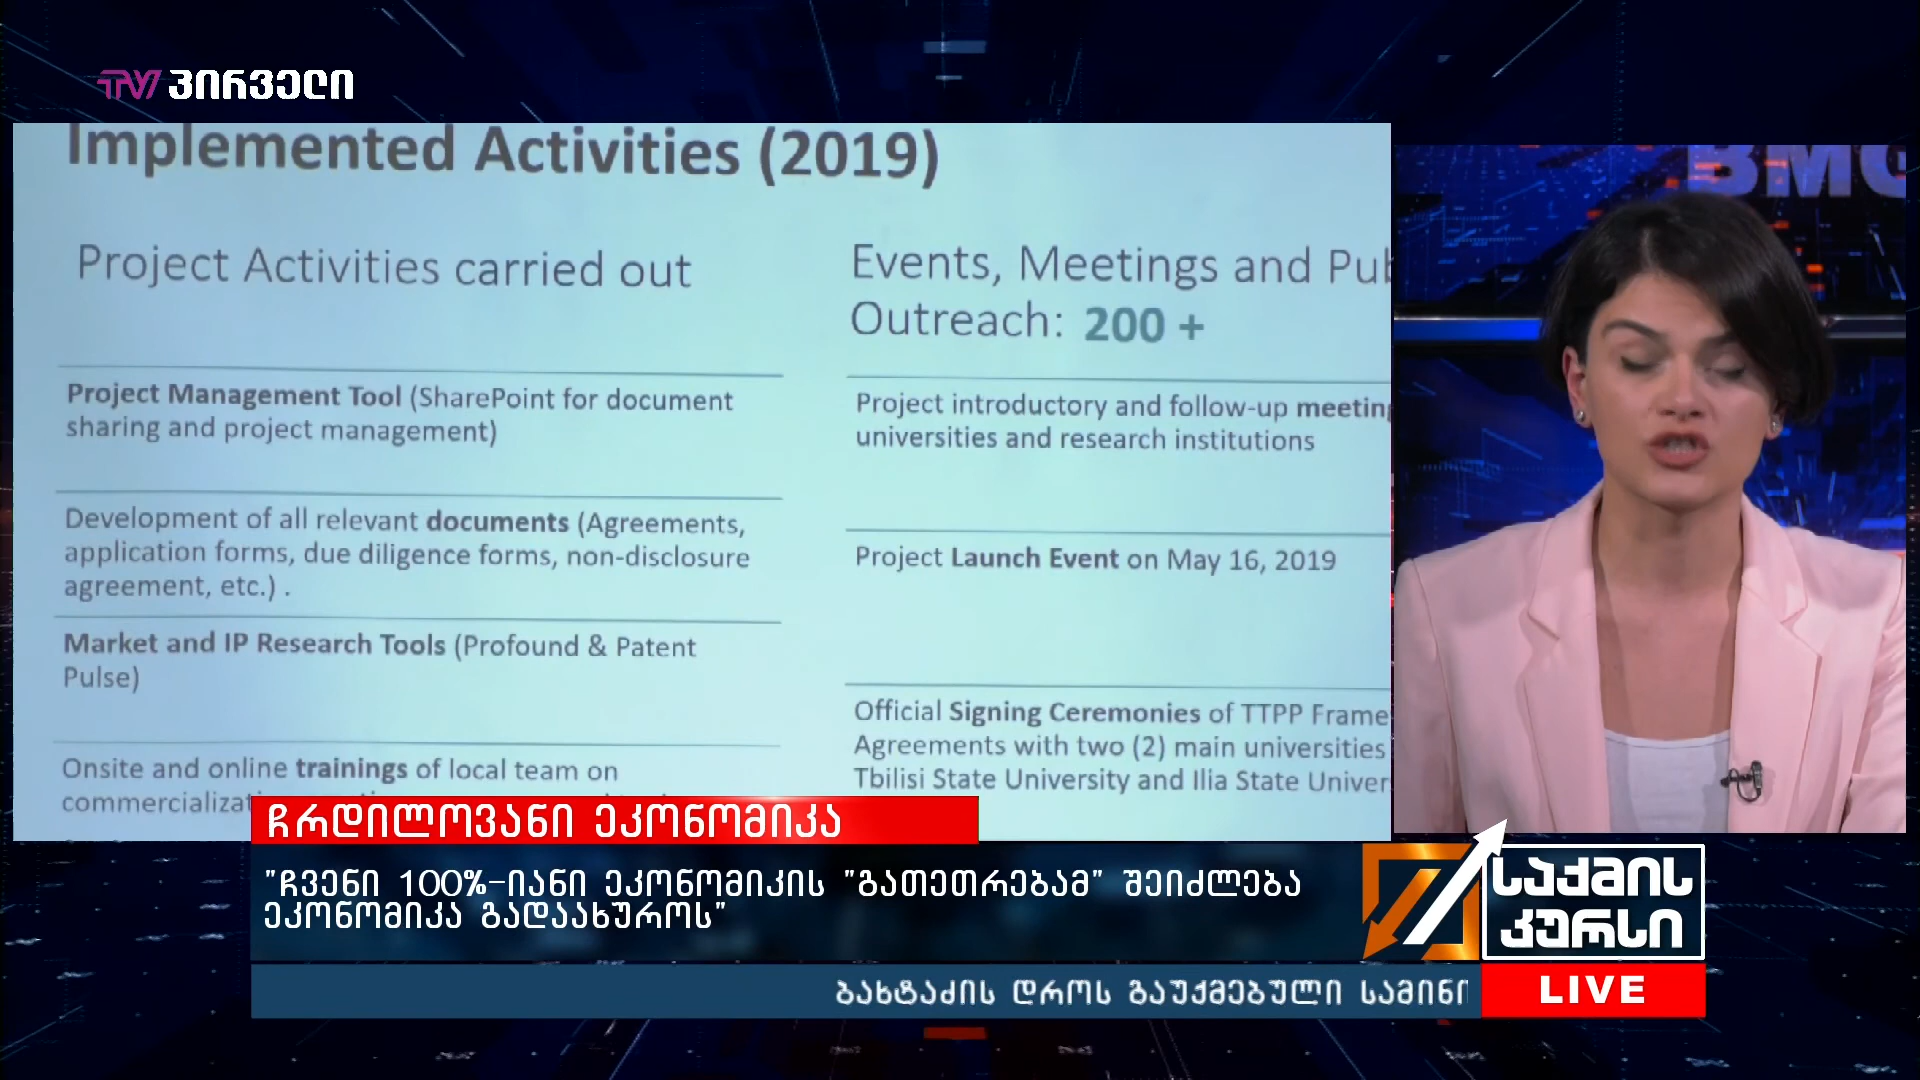 TV ᲞᲘᲠᲕᲔᲚᲘ
BMG
Implemented Activities (2019)
Project Activities carried out
Project Management Tool (SharePoint for document
sharing and project management)
Development of all relevant documents (Agreements,
application forms, due diligence forms, non-disclosure
agreement, etc.) .
Market and IP Research Tools (Profound & Patent
Pulse)
Onsite and online trainings of local team on
Events, Meetings and Pub
Outreach: 200 +
Project introductory and follow-up meeting
universities and research institutions
Project Launch Event on May 16, 2019
Official Signing Ceremonies of TTPP Frame
Agreements with two (2) main universities
Tbilisi State University and Ilia State Univer
ჩრდილოვანი ეკონომიკა
"ჩვენი 100%-იანი ეკონომიკის "გათეთრებამ" შეიძლება
ეკონომიკა გადაახუროს"
საქმის
კურსი
ბახტაძის დროს გაუქმებული სამინი
LIVE